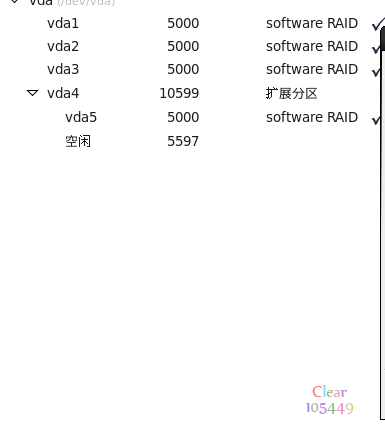 vda (/dev/vda)
vda1 5000 software RAID
vda2 5000 software RAID
vda3 5000 software RAID
vda4 10599 扩展分区
vda5 5000 software RAID
空闲 5597
Clear
105449